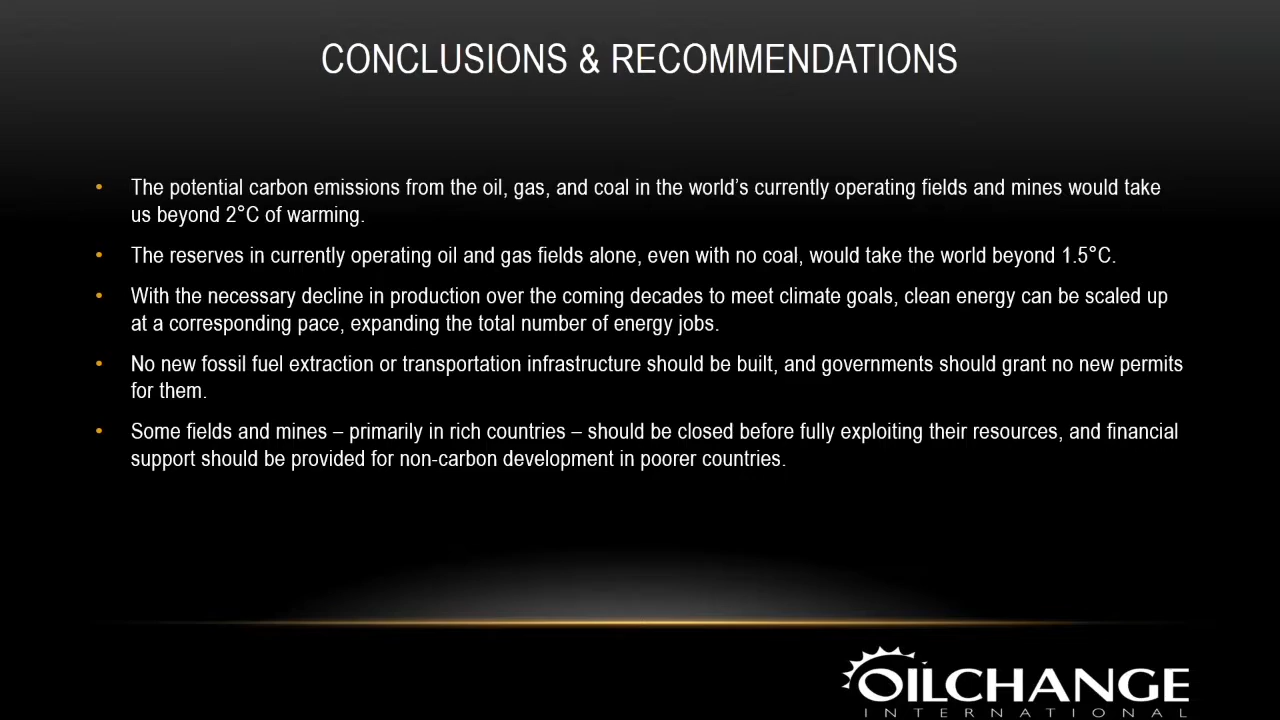 CONCLUSIONS & RECOMMENDATIONS
• The potential carbon emissions from the oil, gas, and coal in the world’s currently operating fields and mines would take
us beyond 2°C of warming.
• The reserves in currently operating oil and gas fields alone, even with no coal, would take the world beyond 1.5°C.
• With the necessary decline in production over the coming decades to meet climate goals, clean energy can be scaled up
at a corresponding pace, expanding the total number of energy jobs.
• No new fossil fuel extraction or transportation infrastructure should be built, and governments should grant no new permits
for them.
• Some fields and mines – primarily in rich countries – should be closed before fully exploiting their resources, and financial
support should be provided for non-carbon development in poorer countries.
OILCHANGE
INTERNATIONAL